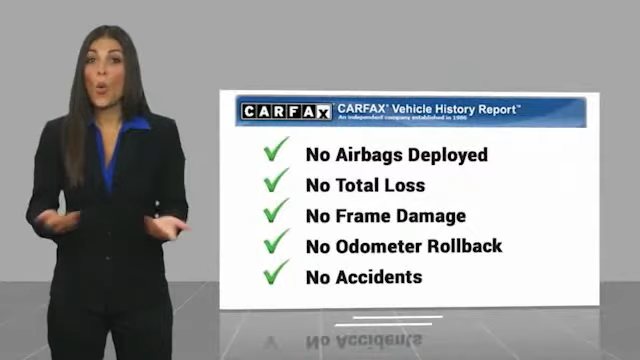 CARFAX CARFAX® Vehicle History Report™
An independent company established in 1986
No Airbags Deployed
No Total Loss
No Frame Damage
No Odometer Rollback
No Accidents